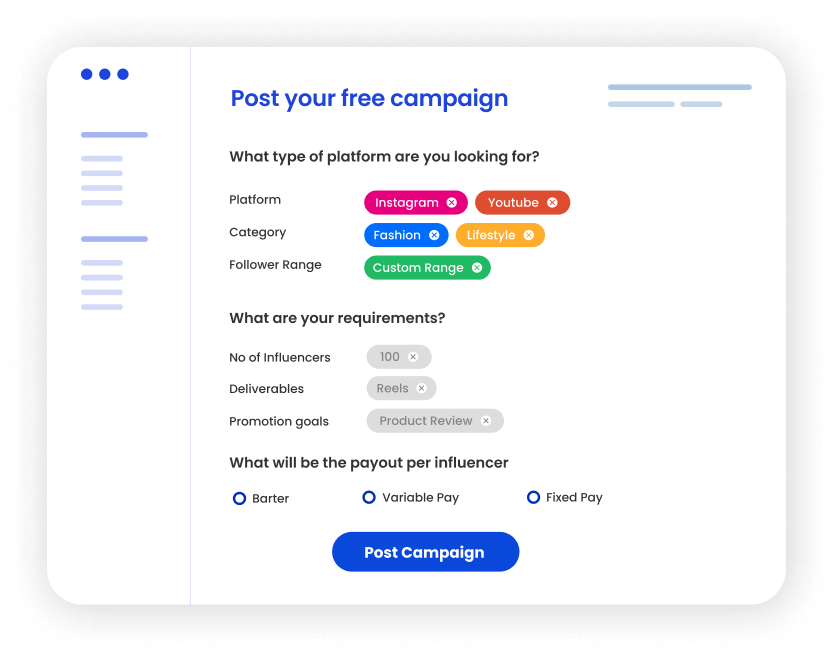 Post your free campaign
What type of platform are you looking for?
Platform Instagram Youtube
Category Fashion Lifestyle
Follower Range Custom Range
What are your requirements?
No of Influencers 100
Deliverables Reels
Promotion goals Product Review
What will be the payout per influencer
Barter Variable Pay Fixed Pay
Post Campaign